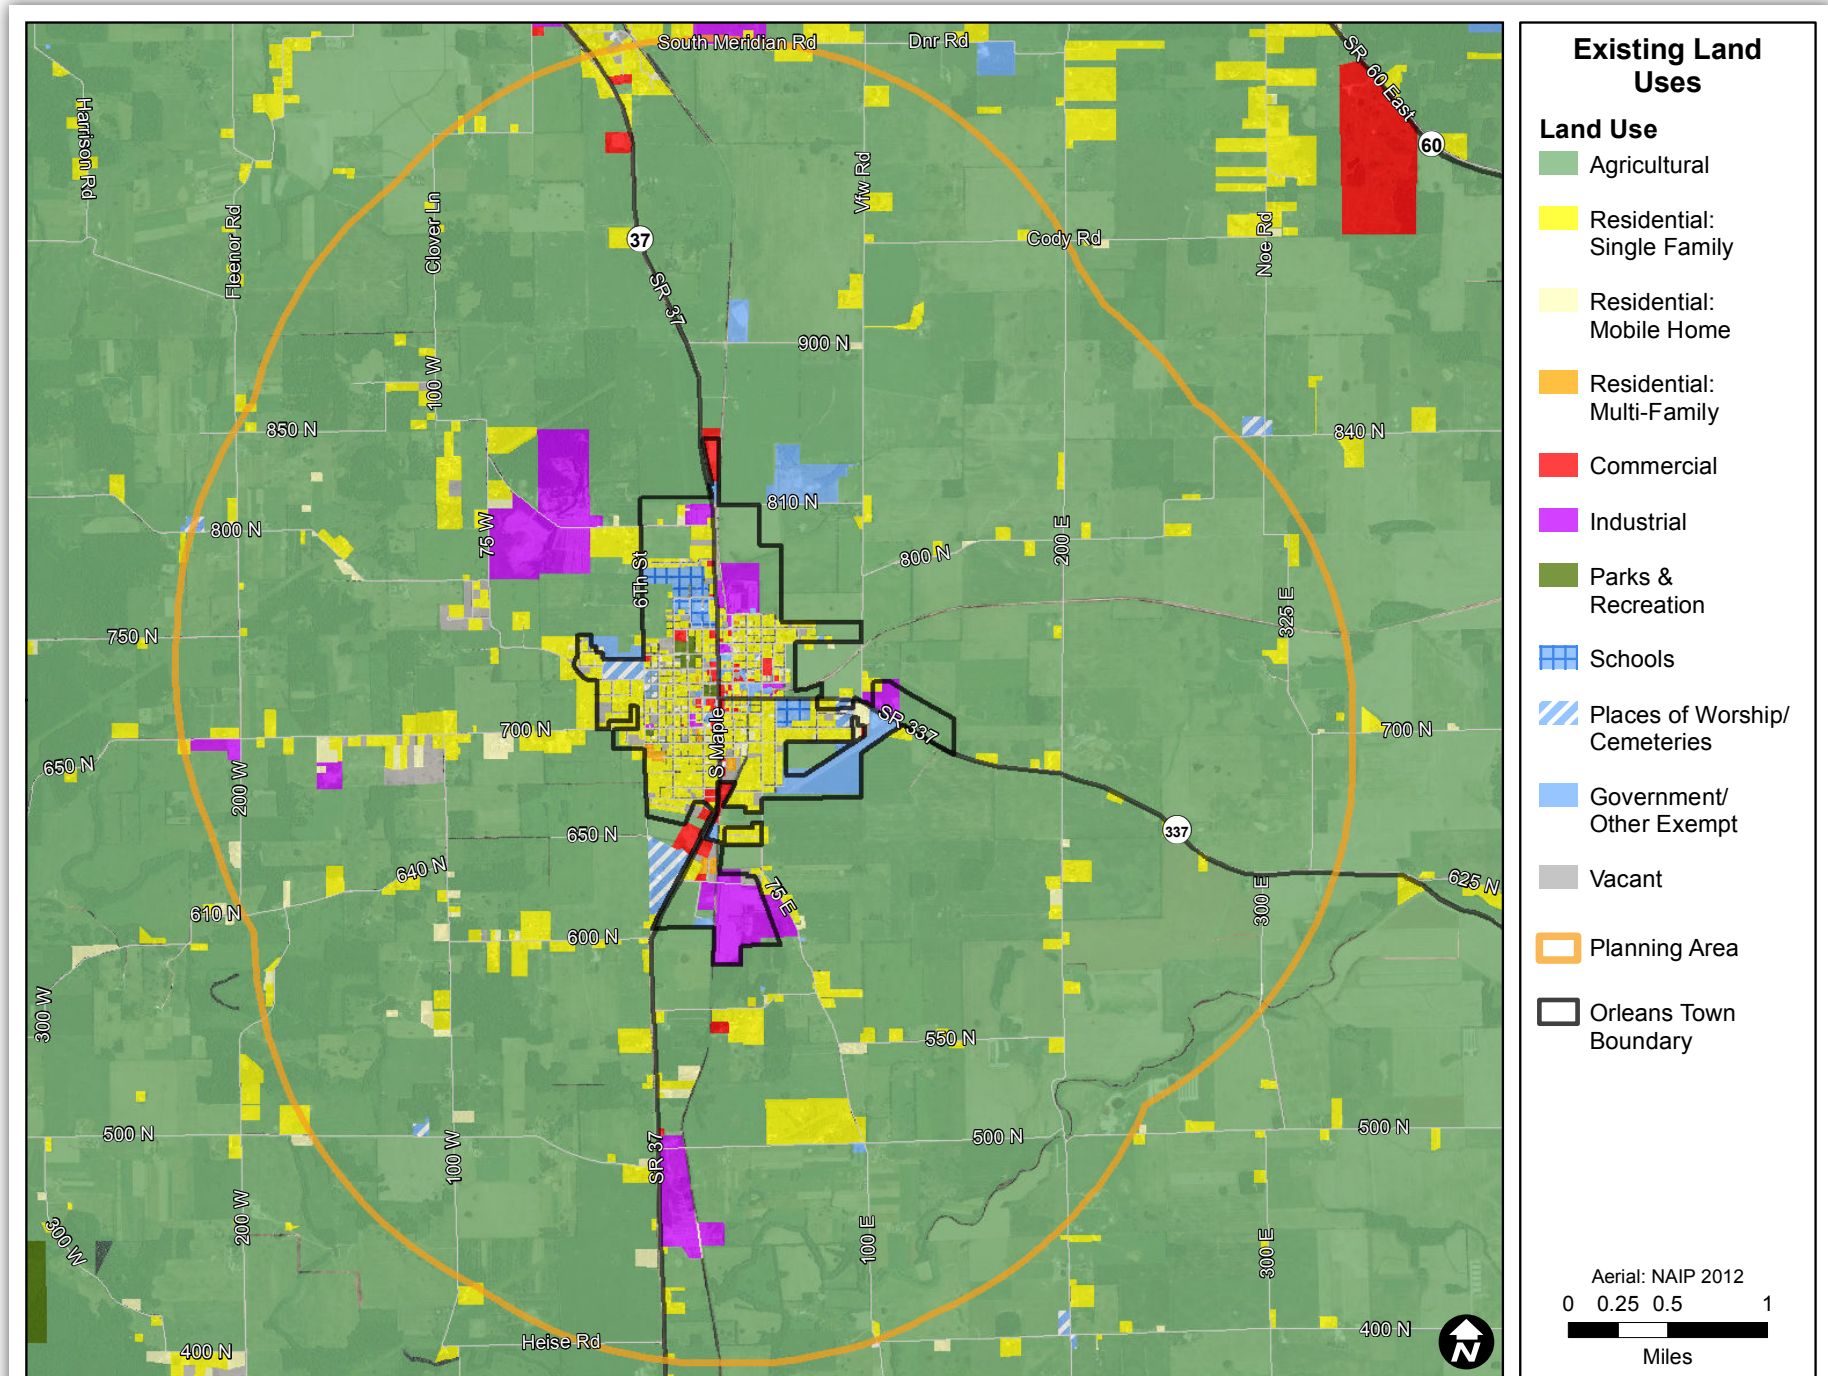 South Meridian Rd
Dnr Rd
SR 60 East
60
Harrison Rd
Fleenor Rd
Clover Ln
Vfw Rd
Noe Rd
Cody Rd
37
SR 37
900 N
100 W
850 N
840 N
810 N
800 N
75 W
6Th St
800 N
200 E
325 E
750 N
700 N
S Maple
SR 337
700 N
650 N
200 W
650 N
337
640 N
75 E
625 N
610 N
600 N
300 E
300 W
550 N
500 N
100 W
SR 37
500 N
500 N
300 W
200 W
100 E
300 E
Heise Rd
400 N
400 N
N
Existing Land
Uses
Land Use
Agricultural
Residential:
Single Family
Residential:
Mobile Home
Residential:
Multi-Family
Commercial
Industrial
Parks &
Recreation
Schools
Places of Worship/
Cemeteries
Government/
Other Exempt
Vacant
Planning Area
Orleans Town
Boundary
Aerial: NAIP 2012
0 0.25 0.5 1
Miles